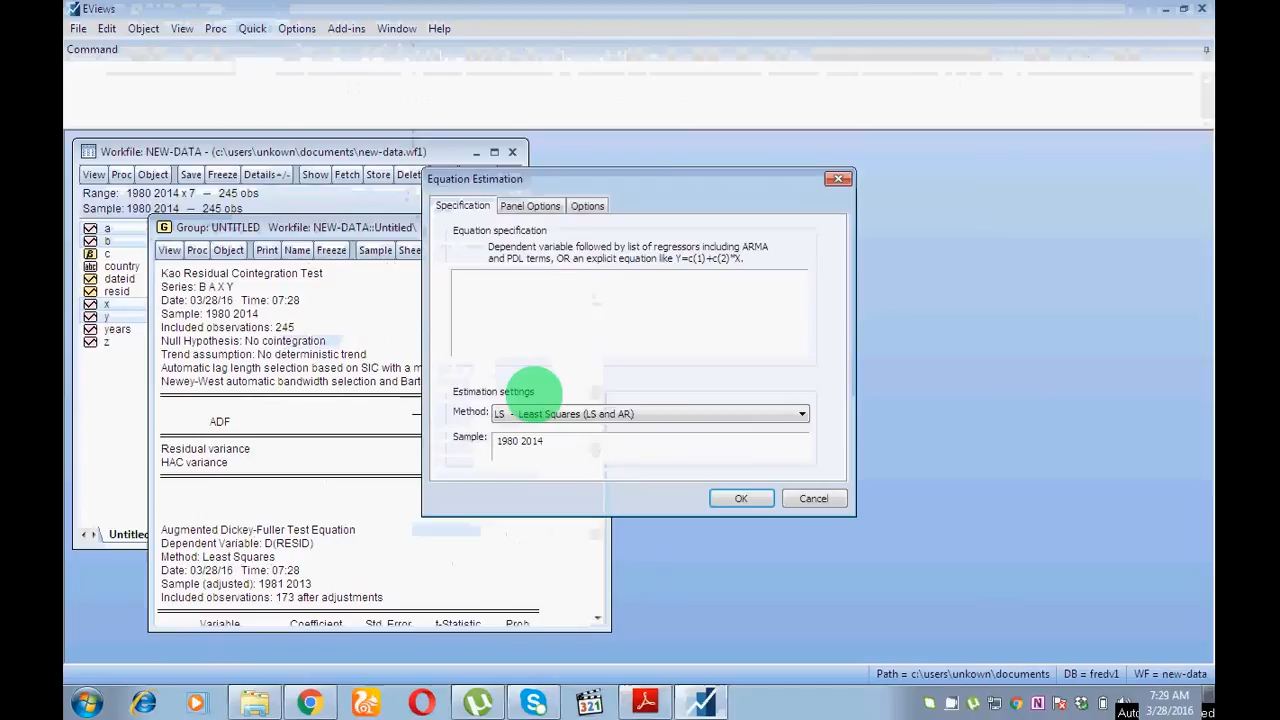 EViews
File Edit Object View Proc Quick Options Add-ins Window Help
Command
Workfile: NEW-DATA - (c:\users\unkown\documents\new-data.wf1)
View Proc Object Save Freeze Details+/- Show Fetch Store Delet
Range: 1980 2014 x 7 — 245 obs
Sample: 1980 2014 — 245 obs
a
b
c
country
dateid
resid
x
y
years
z
Untitled
Group: UNTITLED Workfile: NEW-DATA::Untitled\
View Proc Object Print Name Freeze Sample Shee
Kao Residual Cointegration Test
Series: B A X Y
Date: 03/28/16 Time: 07:28
Sample: 1980 2014
Included observations: 245
Null Hypothesis: No cointegration
Trend assumption: No deterministic trend
Automatic lag length selection based on SIC with a m
Newey-West automatic bandwidth selection and Bart
ADF
Residual variance
HAC variance
Augmented Dickey-Fuller Test Equation
Dependent Variable: D(RESID)
Method: Least Squares
Date: 03/28/16 Time: 07:28
Sample (adjusted): 1981 2013
Included observations: 173 after adjustments
Variable Coefficient Std. Error t-Statistic Prob.
Equation Estimation
Specification Panel Options Options
Equation specification
Dependent variable followed by list of regressors including ARMA
and PDL terms, OR an explicit equation like Y=c(1)+c(2)*X.
Estimation settings
Method: LS - Least Squares (LS and AR)
Sample: 1980 2014
OK Cancel
Path = c:\users\unkown\documents DB = fredv1 WF = new-data
321
7:29 AM
3/28/2016